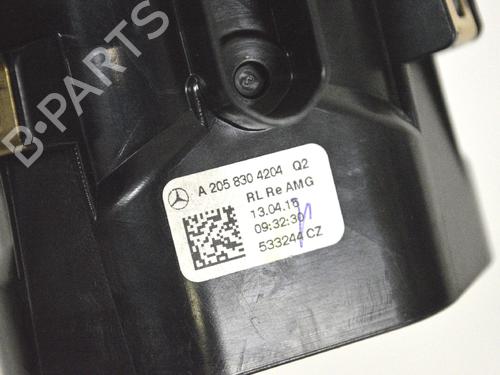 B-PARTS
A 205 830 4204 Q2
RL Re AMG
13.04.15
09:32:30
533244 CZ